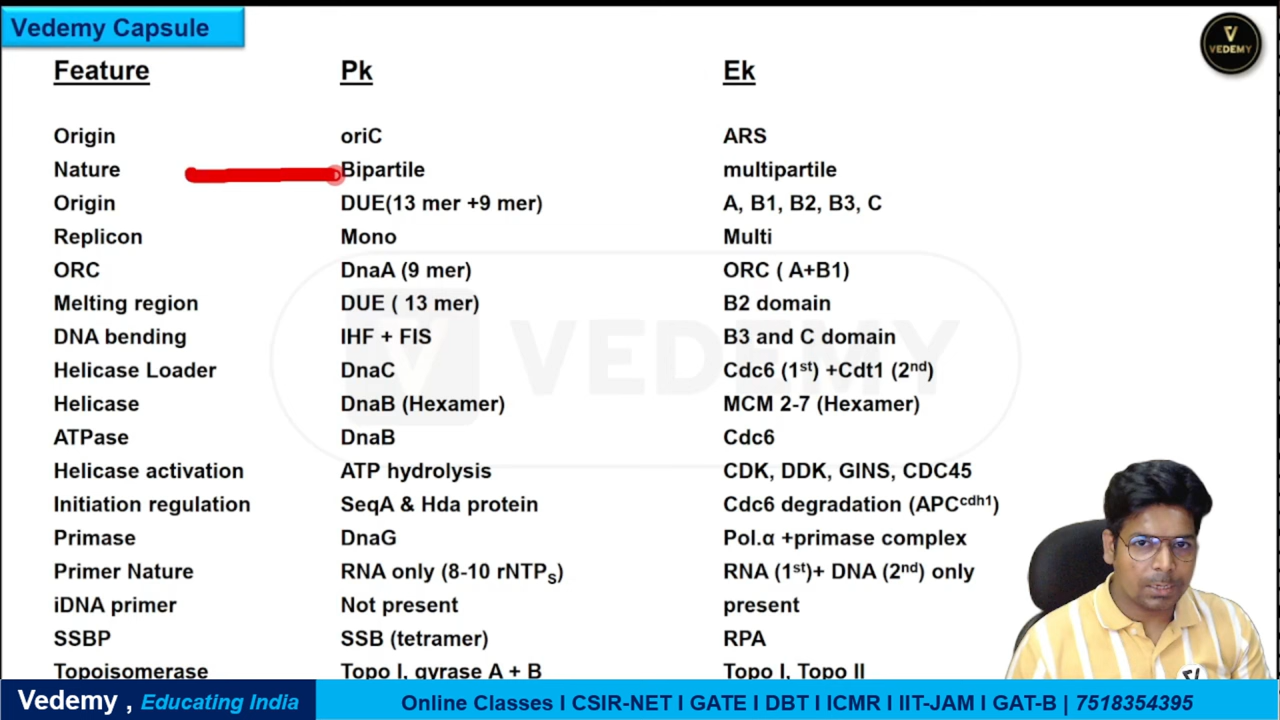 Vedemy Capsule
VEDEMY
Feature Pk Ek
Origin oriC ARS
Nature Bipartile multipartile
Origin DUE(13 mer +9 mer) A, B1, B2, B3, C
Replicon Mono Multi
ORC DnaA (9 mer) ORC ( A+B1)
Melting region DUE ( 13 mer) B2 domain
DNA bending IHF + FIS B3 and C domain
VEDEMY
Helicase Loader DnaC Cdc6 (1st) +Cdt1 (2nd)
Helicase DnaB (Hexamer) MCM 2-7 (Hexamer)
ATPase DnaB Cdc6
Helicase activation ATP hydrolysis CDK, DDK, GINS, CDC45
Initiation regulation SeqA & Hda protein Cdc6 degradation (APCcdh1)
Primase DnaG Pol.α +primase complex
Primer Nature RNA only (8-10 rNTPS) RNA (1st)+ DNA (2nd) only
iDNA primer Not present present
SSBP SSB (tetramer) RPA
Topoisomerase Topo I, gyrase A + B Topo I, Topo II
Vedemy , Educating India Online Classes I CSIR-NET I GATE I DBT I ICMR I IIT-JAM I GAT-B | 7518354395